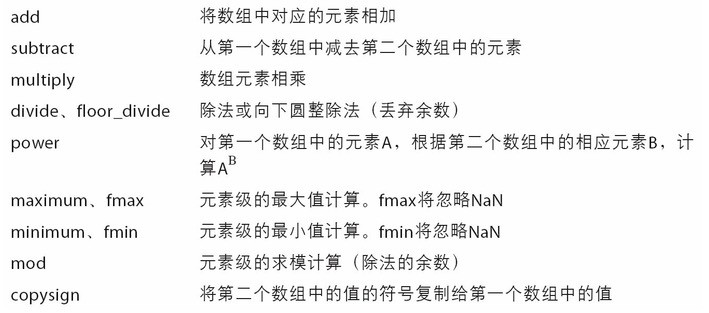 add 将数组中对应的元素相加
subtract 从第一个数组中减去第二个数组中的元素
multiply 数组元素相乘
divide、floor_divide 除法或向下圆整除法（丢弃余数）
power 对第一个数组中的元素A，根据第二个数组中的相应元素B，计
算A^B
maximum、fmax 元素级的最大值计算。fmax将忽略NaN
minimum、fmin 元素级的最小值计算。fmin将忽略NaN
mod 元素级的求模计算（除法的余数）
copysign 将第二个数组中的值的符号复制给第一个数组中的值